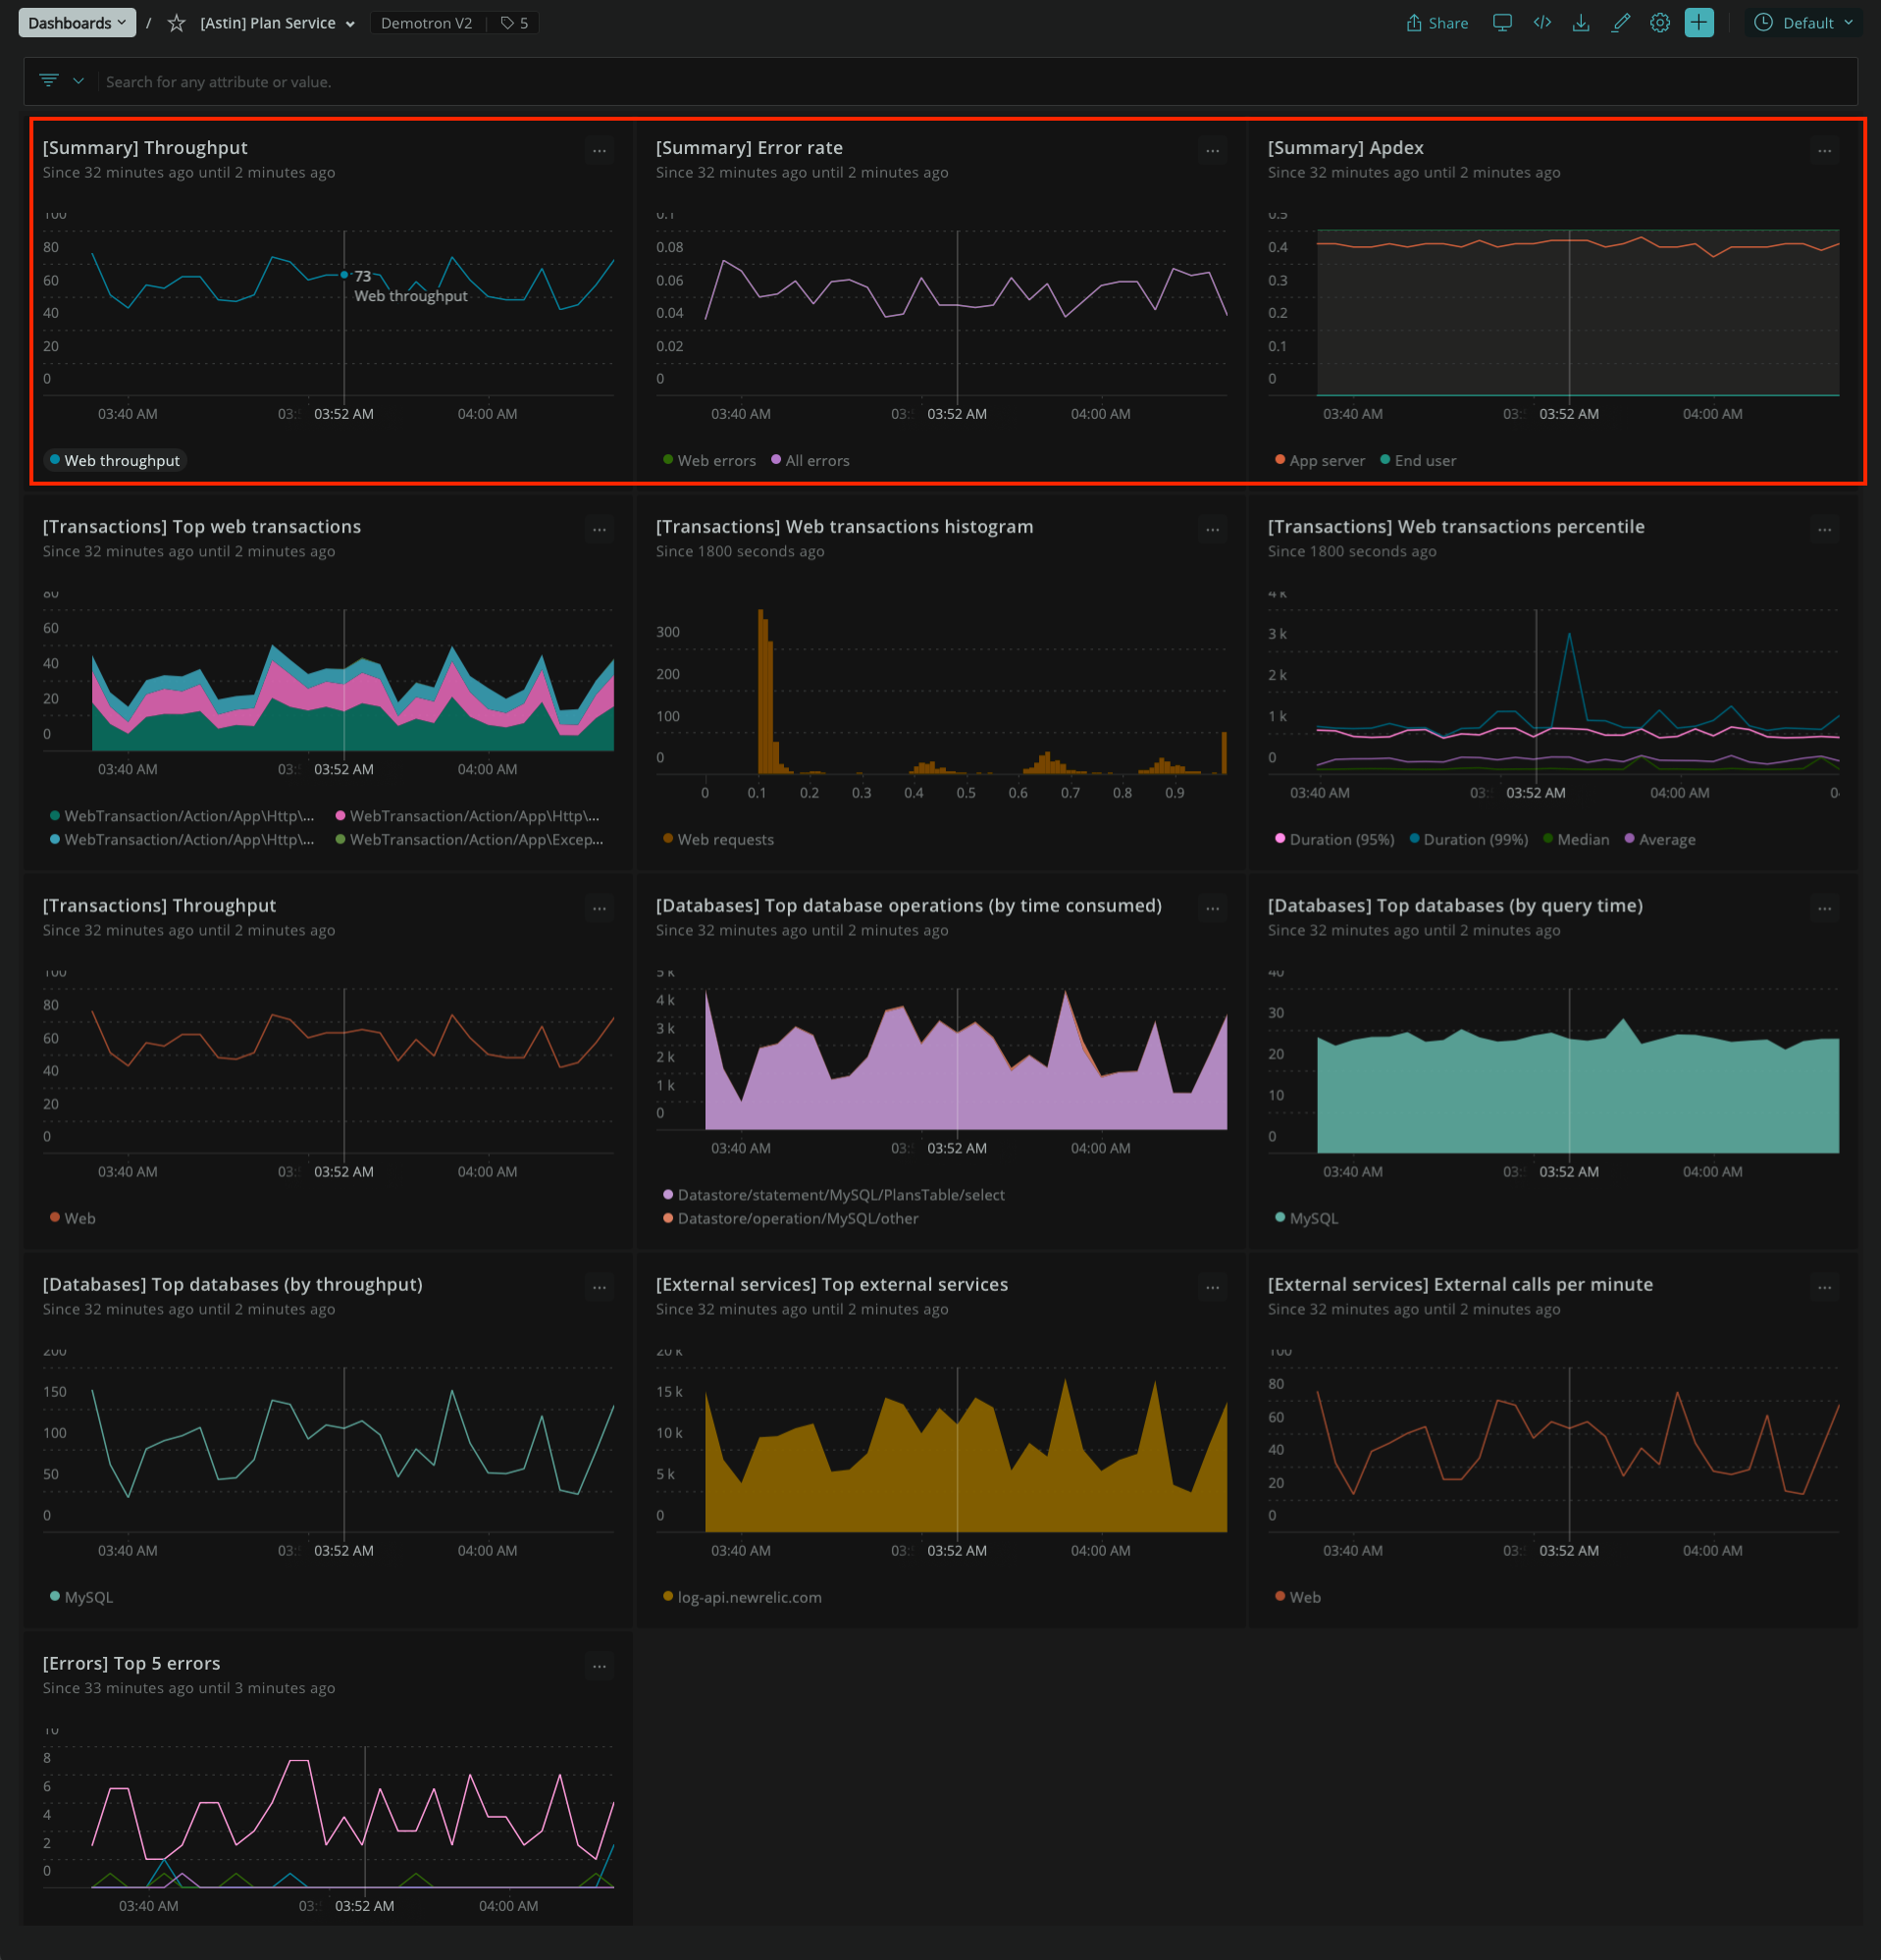 Dashboards / [Astin] Plan Service Demotron V2 5 Share Default
Search for any attribute or value.
[Summary] Throughput
Since 32 minutes ago until 2 minutes ago
100
80
60
40
20
0
73
Web throughput
03:40 AM 03:52 AM 04:00 AM
Web throughput
[Summary] Error rate
Since 32 minutes ago until 2 minutes ago
0.1
0.08
0.06
0.04
0.02
0
03:40 AM 03:52 AM 04:00 AM
Web errors All errors
[Summary] Apdex
Since 32 minutes ago until 2 minutes ago
0.5
0.4
0.3
0.2
0.1
0
03:40 AM 03:52 AM 04:00 AM
App server End user
[Transactions] Top web transactions
Since 32 minutes ago until 2 minutes ago
80
60
40
20
0
03:40 AM 03:52 AM 04:00 AM
WebTransaction/Action/App\Http\... WebTransaction/Action/App\Http\...
WebTransaction/Action/App\Http\... WebTransaction/Action/App\Excep...
[Transactions] Web transactions histogram
Since 1800 seconds ago
300
200
100
0
0 0.1 0.2 0.3 0.4 0.5 0.6 0.7 0.8 0.9
Web requests
[Transactions] Web transactions percentile
Since 1800 seconds ago
4 k
3 k
2 k
1 k
0
03:40 AM 03:52 AM 04:00 AM
Duration (95%) Duration (99%) Median Average
[Transactions] Throughput
Since 32 minutes ago until 2 minutes ago
100
80
60
40
20
0
03:40 AM 03:52 AM 04:00 AM
Web
[Databases] Top database operations (by time consumed)
Since 32 minutes ago until 2 minutes ago
5 k
4 k
3 k
2 k
1 k
0
03:40 AM 03:52 AM 04:00 AM
Datastore/statement/MySQL/PlansTable/select
Datastore/operation/MySQL/other
[Databases] Top databases (by query time)
Since 32 minutes ago until 2 minutes ago
40
30
20
10
0
03:40 AM 03:52 AM 04:00 AM
MySQL
[Databases] Top databases (by throughput)
Since 32 minutes ago until 2 minutes ago
200
150
100
50
0
03:40 AM 03:52 AM 04:00 AM
MySQL
[External services] Top external services
Since 32 minutes ago until 2 minutes ago
20 k
15 k
10 k
5 k
0
03:40 AM 03:52 AM 04:00 AM
log-api.newrelic.com
[External services] External calls per minute
Since 32 minutes ago until 2 minutes ago
100
80
60
40
20
0
03:40 AM 03:52 AM 04:00 AM
Web
[Errors] Top 5 errors
Since 33 minutes ago until 3 minutes ago
10
8
6
4
2
0
03:40 AM 03:52 AM 04:00 AM